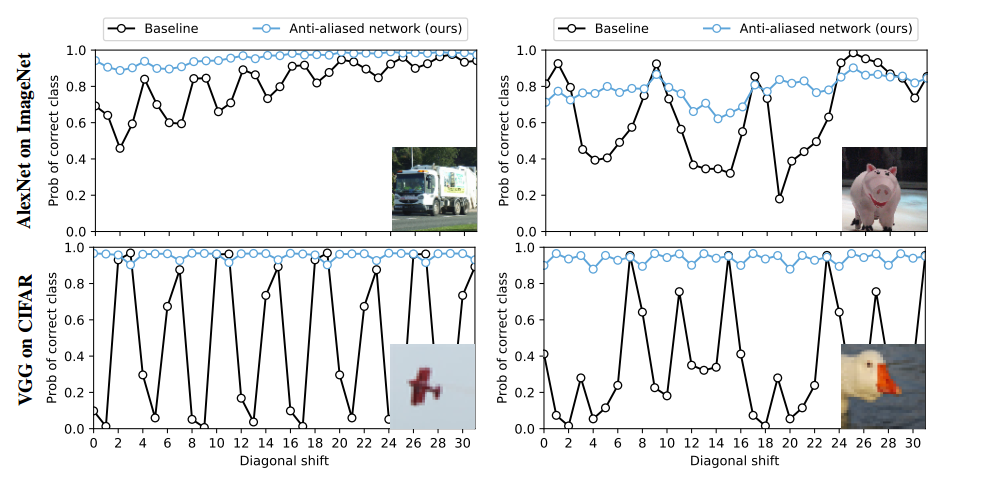 Baseline Anti-aliased network (ours)
Baseline Anti-aliased network (ours)
AlexNet on ImageNet
Prob of correct class
1.0
0.8
0.6
0.4
0.2
0.0
Prob of correct class
1.0
0.8
0.6
0.4
0.2
0.0
VGG on CIFAR
Prob of correct class
1.0
0.8
0.6
0.4
0.2
0.0
0 2 4 6 8 10 12 14 16 18 20 22 24 26 28 30
Diagonal shift
Prob of correct class
1.0
0.8
0.6
0.4
0.2
0.0
0 2 4 6 8 10 12 14 16 18 20 22 24 26 28 30
Diagonal shift